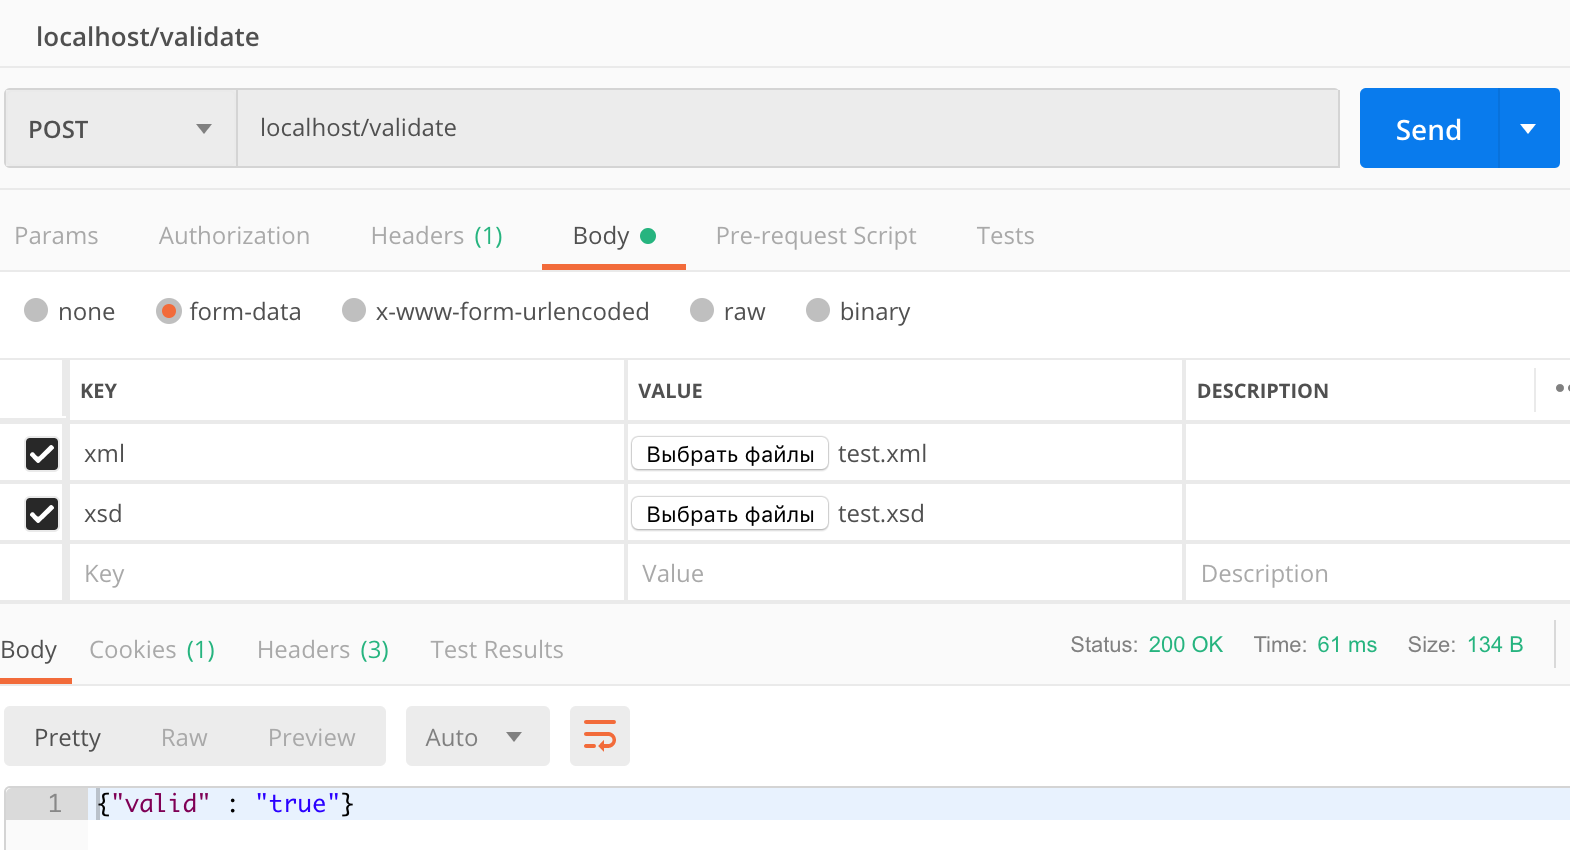 localhost/validate
POST localhost/validate Send
Params Authorization Headers (1) Body Pre-request Script Tests
none form-data x-www-form-urlencoded raw binary
KEY VALUE DESCRIPTION
xml Выбрать файлы test.xml
xsd Выбрать файлы test.xsd
Key Value Description
Body Cookies (1) Headers (3) Test Results Status: 200 OK Time: 61 ms Size: 134 B
Pretty Raw Preview Auto
1 {"valid" : "true"}